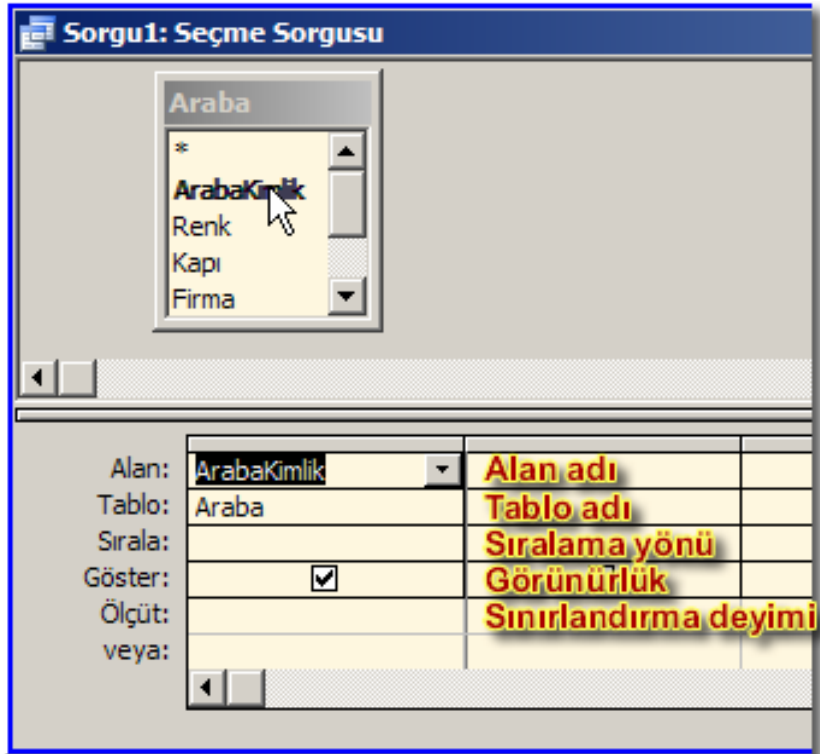 Sorgu1: Seçme Sorgusu
Araba
*
ArabaKimlik
Renk
Kapı
Firma
Alan: ArabaKimlik Alan adı
Tablo: Araba Tablo adı
Sırala: Sıralama yönü
Göster: Görünürlük
Ölçüt: Sınırlandırma deyimi
veya: